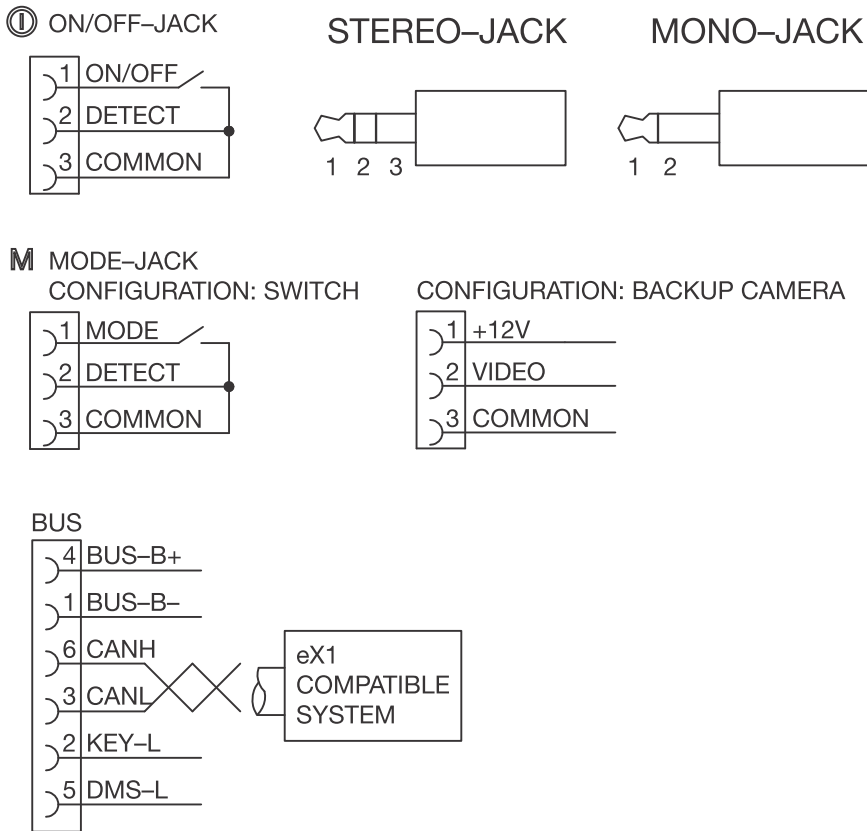 Ⓘ ON/OFF–JACK
1 ON/OFF
2 DETECT
3 COMMON
STEREO–JACK
1 2 3
MONO–JACK
1 2
M MODE–JACK
CONFIGURATION: SWITCH
1 MODE
2 DETECT
3 COMMON
CONFIGURATION: BACKUP CAMERA
1 +12V
2 VIDEO
3 COMMON
BUS
4 BUS–B+
1 BUS–B–
6 CANH
3 CANL
2 KEY–L
5 DMS–L
eX1
COMPATIBLE
SYSTEM